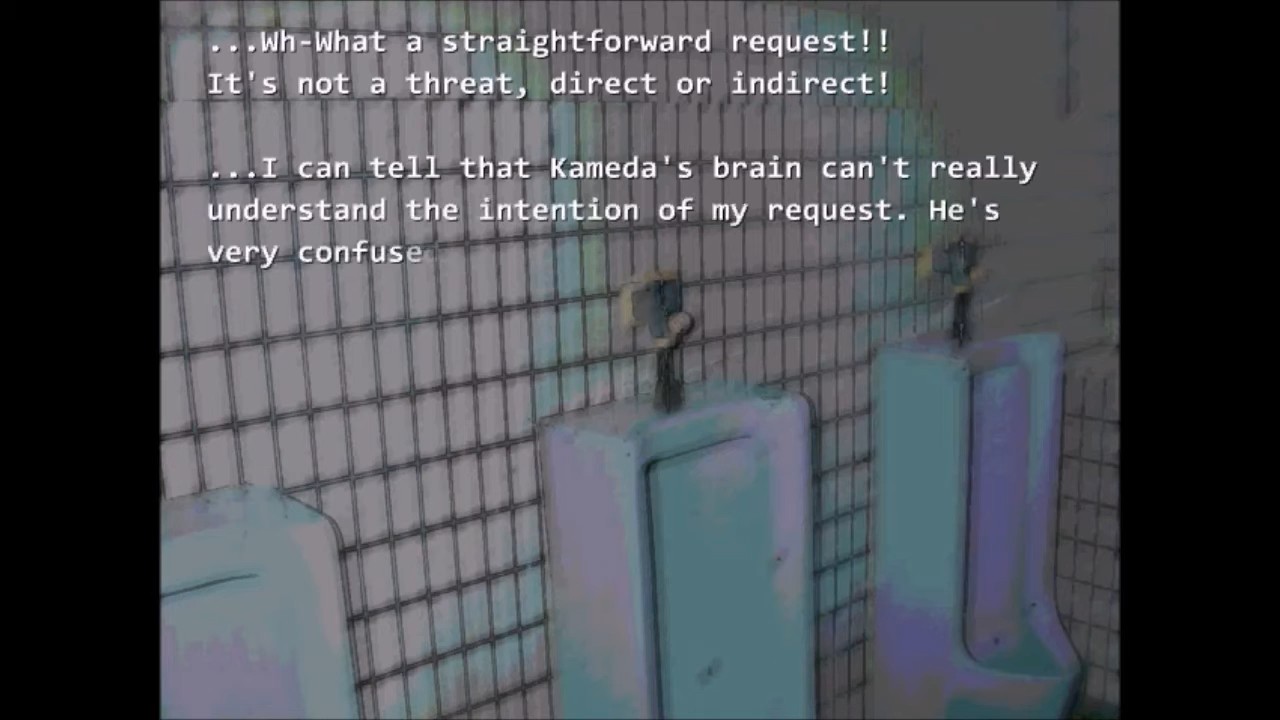 ...Wh-What a straightforward request!!
It's not a threat, direct or indirect!
...I can tell that Kameda's brain can't really
understand the intention of my request. He's
very confuse